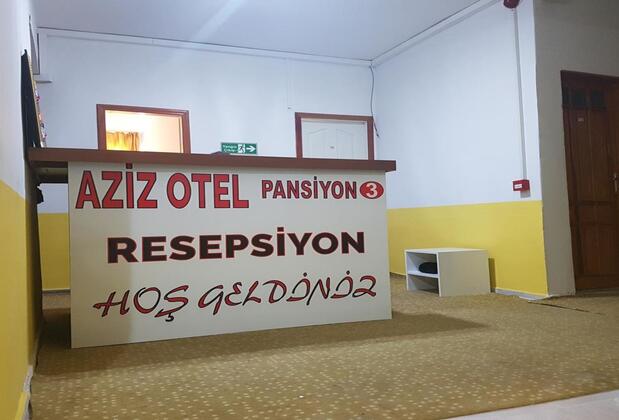 AZİZ OTEL PANSİYON 3
RESEPSİYON
HOŞ GELDİNİZ